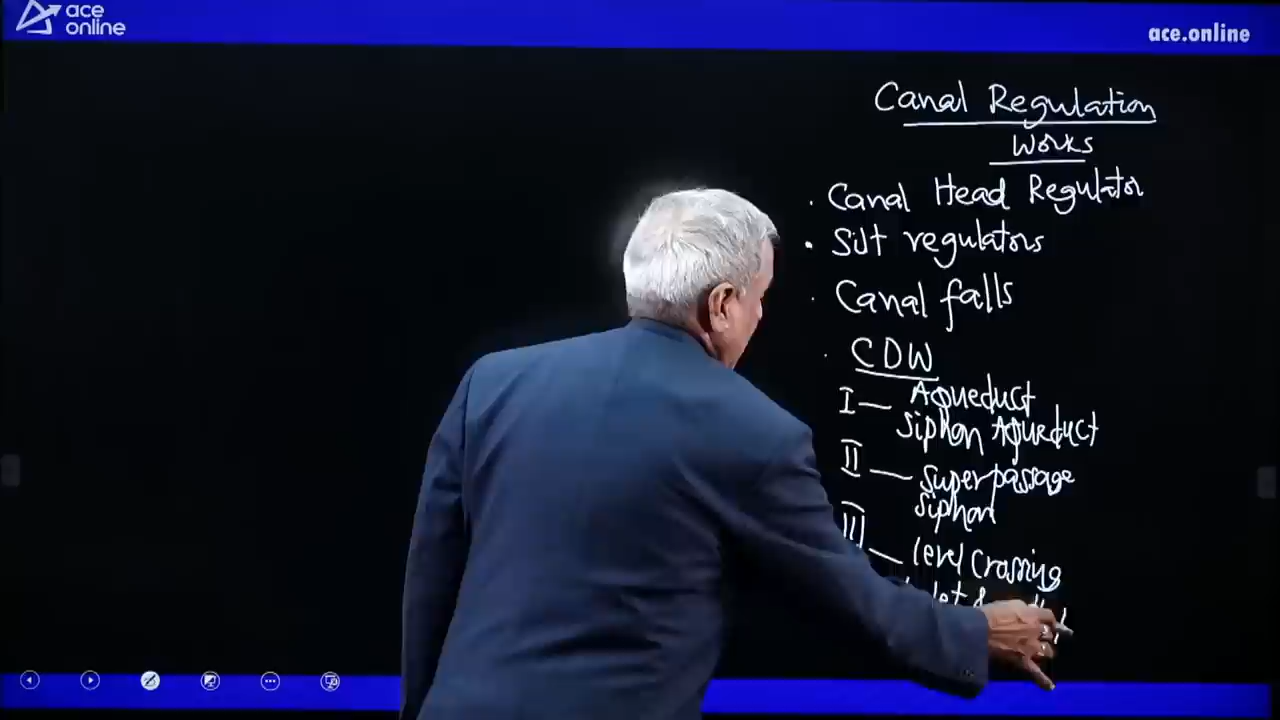 ace
online
ace.online
Canal Regulation
Works
· Canal Head Regulator
· Silt regulators
· Canal falls
· CDW
I — Aqueduct
Siphon Aqueduct
II — Superpassage
Siphon
III — level Crossing